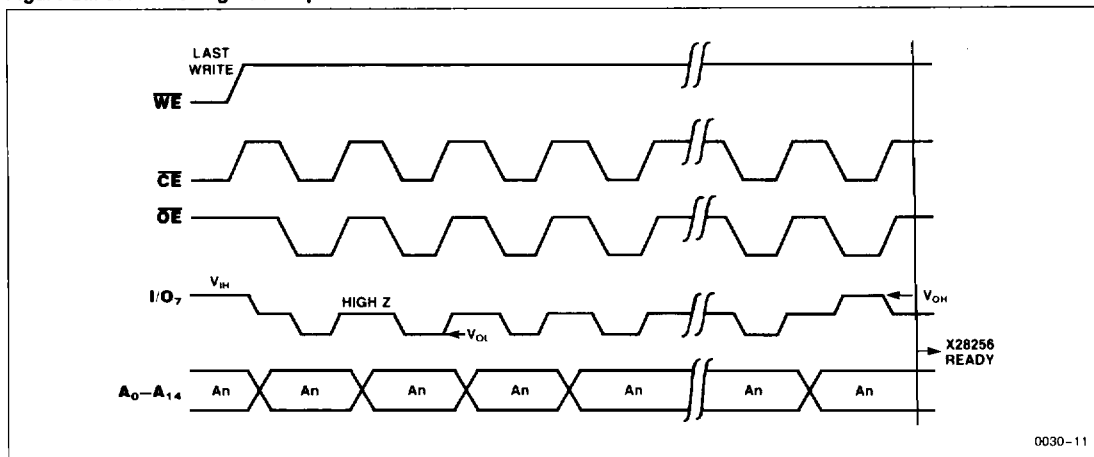 LAST
WRITE
WE
CE
OE
I/O7
VIH
HIGH Z
VOL
VOH
X28256
READY
A0—A14
An An An An An An An
0030-11